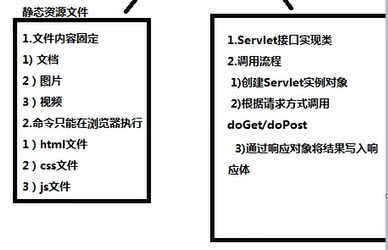 静态资源文件
1.文件内容固定
1) 文档
2）图片
3）视频
2.命令只能在浏览器执行
1）html文件
2）css文件
3）js文件
1.Servlet接口实现类
2.调用流程
1)创建Servlet实例对象
2)根据请求方式调用
doGet/doPost
3)通过响应对象将结果写入响
应体